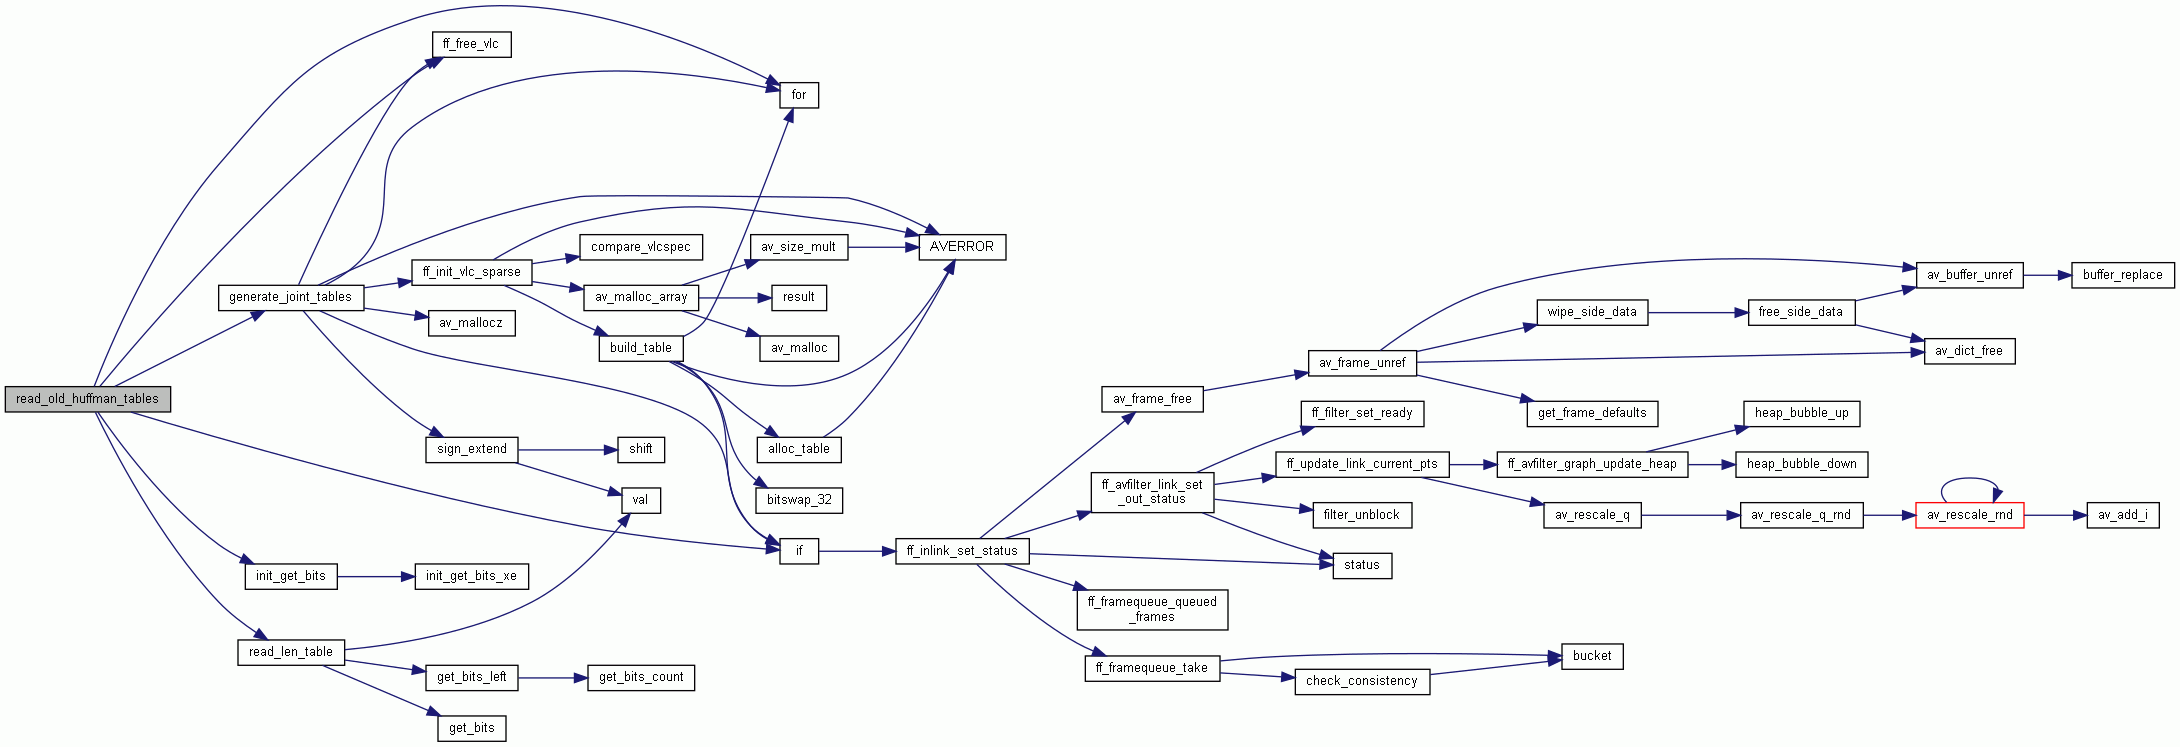 ff_free_vlc
for
compare_vlcspec
av_size_mult
AVERROR
ff_init_vlc_sparse
generate_joint_tables
av_malloc_array
result
av_mallocz
build_table
av_malloc
read_old_huffman_tables
sign_extend
shift
alloc_table
val
bitswap_32
if
ff_inlink_set_status
init_get_bits
init_get_bits_xe
read_len_table
get_bits_left
get_bits_count
get_bits
av_buffer_unref
buffer_replace
wipe_side_data
free_side_data
av_frame_unref
av_dict_free
av_frame_free
get_frame_defaults
ff_filter_set_ready
heap_bubble_up
ff_update_link_current_pts
ff_avfilter_graph_update_heap
heap_bubble_down
ff_avfilter_link_set
_out_status
filter_unblock
av_rescale_q
av_rescale_q_rnd
av_rescale_rnd
av_add_i
status
ff_framequeue_queued
_frames
ff_framequeue_take
bucket
check_consistency